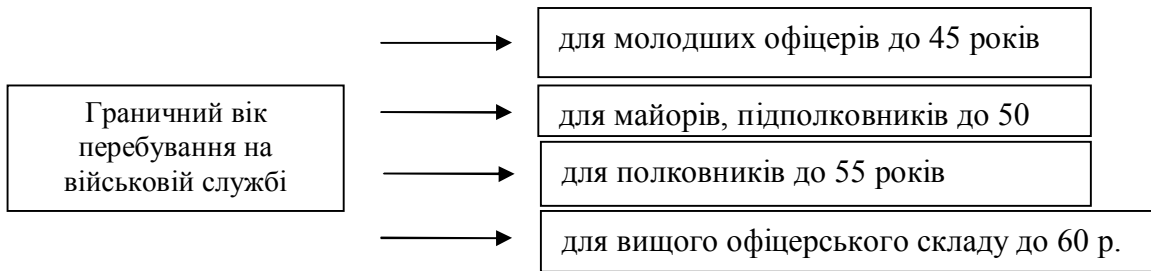 Граничний вік
перебування на
військовій службі
для молодших офіцерів до 45 років
для майорів, підполковників до 50
для полковників до 55 років
для вищого офіцерського складу до 60 р.